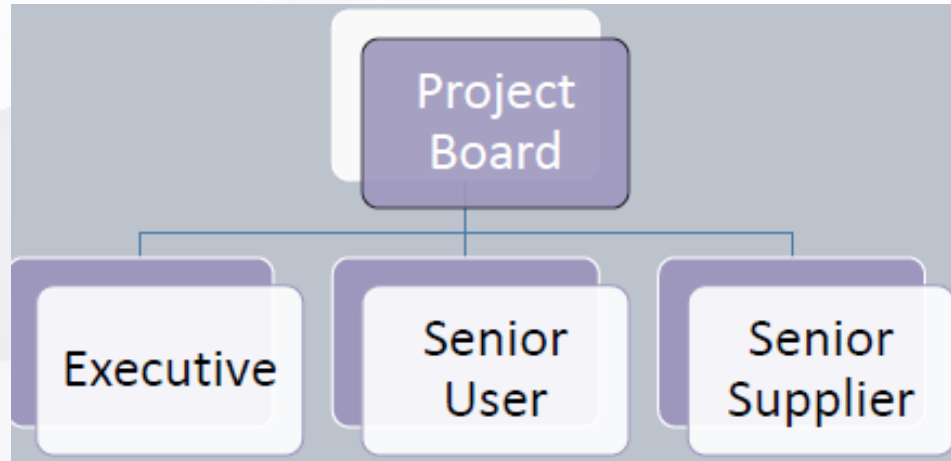 Project
Board
Executive
Senior
User
Senior
Supplier